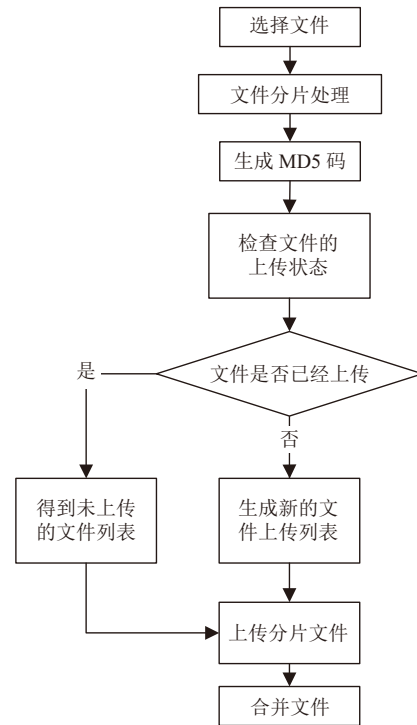 选择文件
文件分片处理
生成 MD5 码
检查文件的
上传状态
文件是否已经上传
是
否
得到未上传
的文件列表
生成新的文
件上传列表
上传分片文件
合并文件